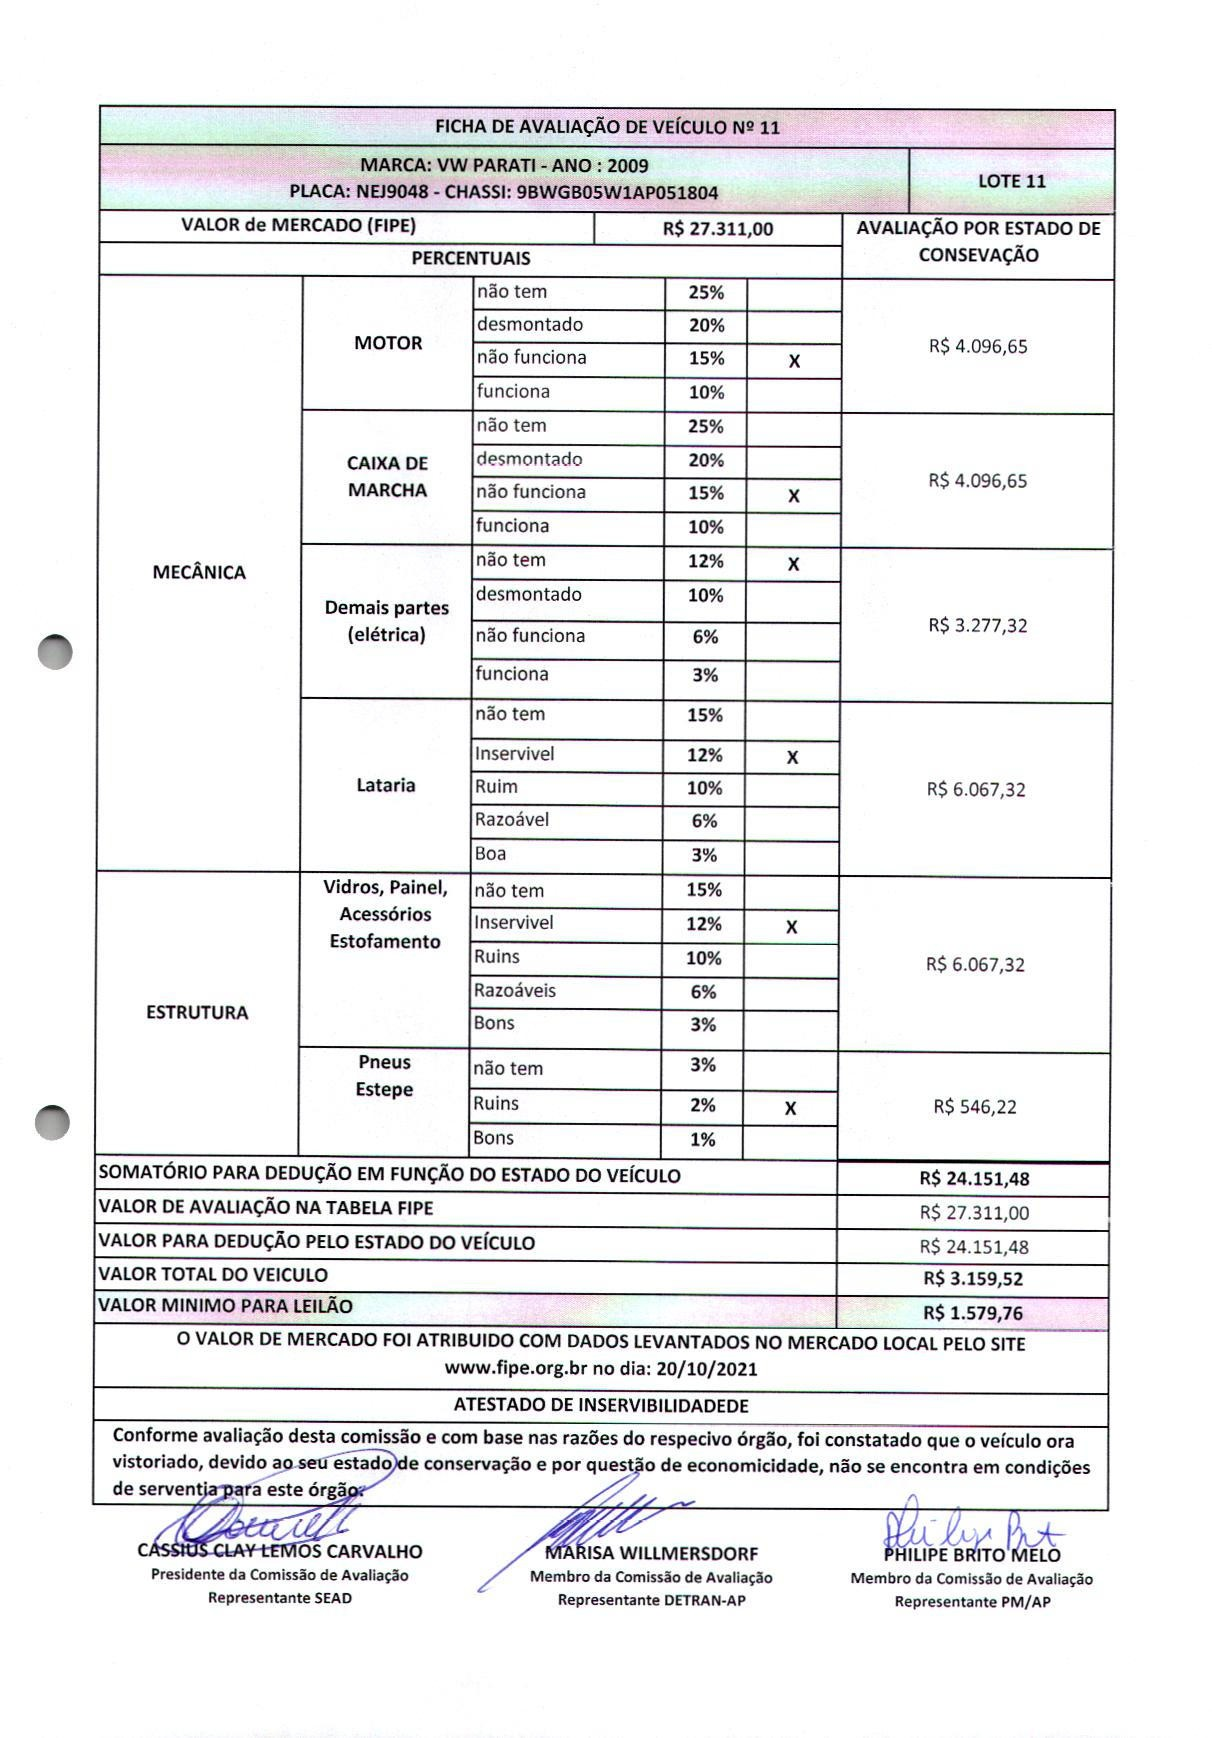 FICHA DE AVALIAÇÃO DE VEÍCULO Nº 11
MARCA: VW PARATI - ANO : 2009
PLACA: NEJ9048 - CHASSI: 9BWGB05W1AP051804
LOTE 11
VALOR de MERCADO (FIPE)
R$ 27.311,00
AVALIAÇÃO POR ESTADO DE
CONSEVAÇÃO
PERCENTUAIS
MECÂNICA
MOTOR
não tem 25%
desmontado 20%
não funciona 15% X
funciona 10%
R$ 4.096,65
CAIXA DE
MARCHA
não tem 25%
desmontado 20%
não funciona 15% X
funciona 10%
R$ 4.096,65
Demais partes
(elétrica)
não tem 12% X
desmontado 10%
não funciona 6%
funciona 3%
R$ 3.277,32
Lataria
não tem 15%
Inservivel 12% X
Ruim 10%
Razoável 6%
Boa 3%
R$ 6.067,32
ESTRUTURA
Vidros, Painel,
Acessórios
Estofamento
não tem 15%
Inservivel 12% X
Ruins 10%
Razoáveis 6%
Bons 3%
R$ 6.067,32
Pneus
Estepe
não tem 3%
Ruins 2% X
Bons 1%
R$ 546,22
SOMATÓRIO PARA DEDUÇÃO EM FUNÇÃO DO ESTADO DO VEÍCULO R$ 24.151,48
VALOR DE AVALIAÇÃO NA TABELA FIPE R$ 27.311,00
VALOR PARA DEDUÇÃO PELO ESTADO DO VEÍCULO R$ 24.151,48
VALOR TOTAL DO VEICULO R$ 3.159,52
VALOR MINIMO PARA LEILÃO R$ 1.579,76
O VALOR DE MERCADO FOI ATRIBUIDO COM DADOS LEVANTADOS NO MERCADO LOCAL PELO SITE
www.fipe.org.br no dia: 20/10/2021
ATESTADO DE INSERVIBILIDADEDE
Conforme avaliação desta comissão e com base nas razões do respecivo órgão, foi constatado que o veículo ora
vistoriado, devido ao seu estado de conservação e por questão de economicidade, não se encontra em condições
de serventia para este órgão.
CASSIUS CLAY LEMOS CARVALHO
Presidente da Comissão de Avaliação
Representante SEAD
MARISA WILLMERSDORF
Membro da Comissão de Avaliação
Representante DETRAN-AP
PHILIPE BRITO MELO
Membro da Comissão de Avaliação
Representante PM/AP